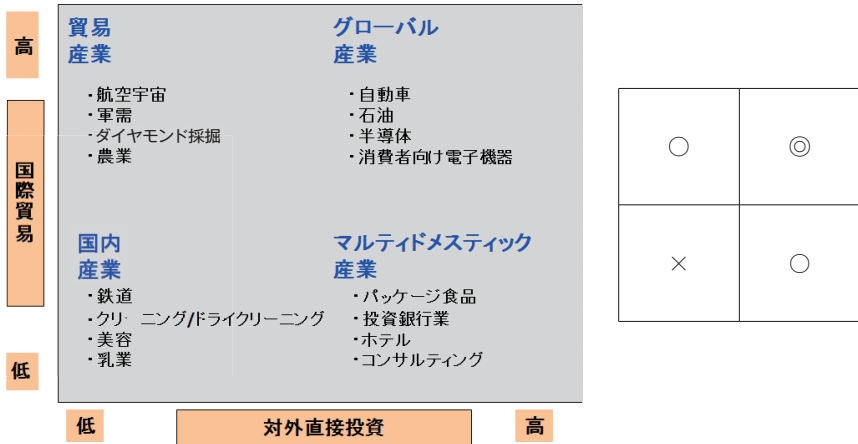 高
国際貿易
低
貿易
産業
・航空宇宙
・軍需
・ダイヤモンド採掘
・農業
グローバル
産業
・自動車
・石油
・半導体
・消費者向け電子機器
国内
産業
・鉄道
・クリーニング/ドライクリーニング
・美容
・乳業
マルティドメスティック
産業
・パッケージ食品
・投資銀行業
・ホテル
・コンサルティング
低
対外直接投資
高
○ ◎
× ○